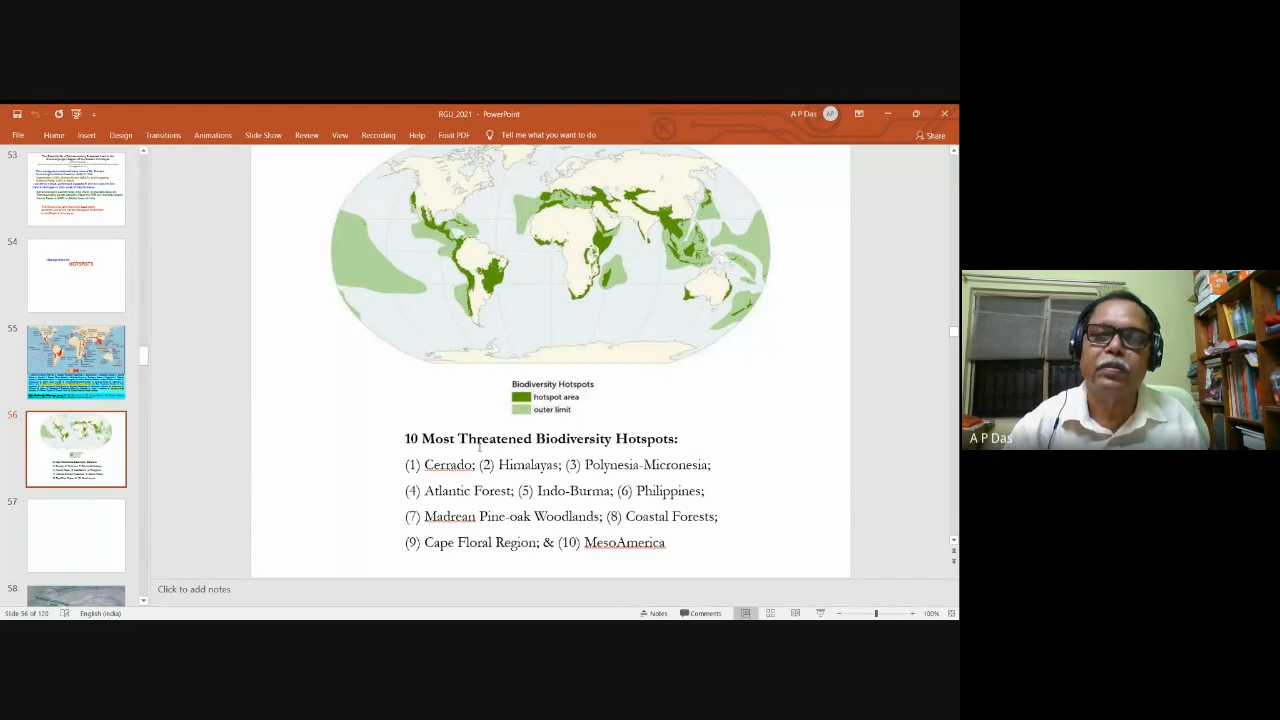 RGU_2021 - PowerPoint
A P Das
AP
File Home Insert Design Transitions Animations Slide Show Review View Recording Help Foxit PDF Tell me what you want to do
Share
53
54
HOTSPOTS
55
56
57
58
Biodiversity Hotspots
hotspot area
outer limit
10 Most Threatened Biodiversity Hotspots:
(1) Cerrado; (2) Himalayas; (3) Polynesia-Micronesia;
(4) Atlantic Forest; (5) Indo-Burma; (6) Philippines;
(7) Madrean Pine-oak Woodlands; (8) Coastal Forests;
(9) Cape Floral Region; & (10) MesoAmerica
Click to add notes
Slide 56 of 120 English (India) Notes Comments 100%
A P Das